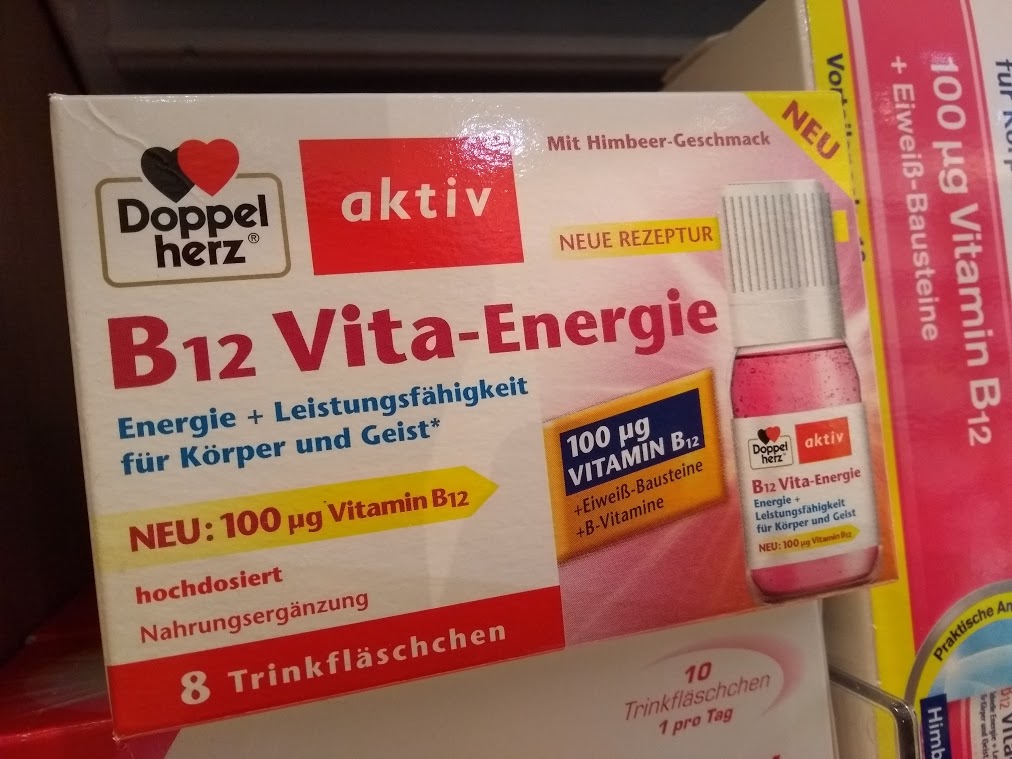 Doppel
herz®
aktiv
Mit Himbeer-Geschmack
NEU
NEUE REZEPTUR
B12 Vita-Energie
Energie + Leistungsfähigkeit
für Körper und Geist*
NEU: 100 µg Vitamin B12
hochdosiert
Nahrungsergänzung
8 Trinkfläschchen
100 µg
VITAMIN B12
+Eiweiß-Bausteine
+B-Vitamine
Doppel
herz®
aktiv
B12 Vita-Energie
Energie +
Leistungsfähigkeit
für Körper und Geist
NEU: 100 µg Vitamin B12
10
Trinkfläschchen
1 pro Tag
100 µg Vitamin B12
+ Eiweiß-Bausteine
Praktische
B12